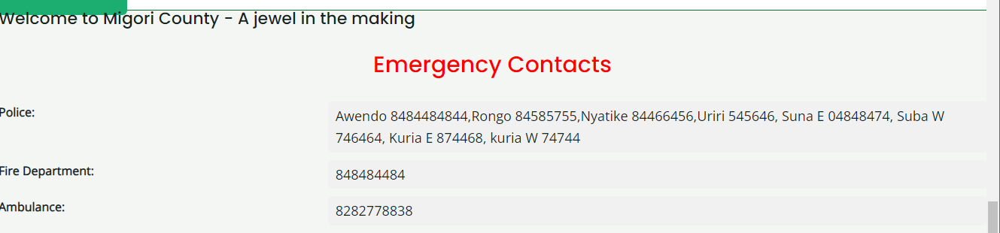 Welcome to Migori County - A jewel in the making
Emergency Contacts
Police:
Awendo 8484484844,Rongo 84585755,Nyatike 84466456,Uriri 545646, Suna E 04848474, Suba W
746464, Kuria E 874468, kuria W 74744
Fire Department:
848484484
Ambulance:
8282778838